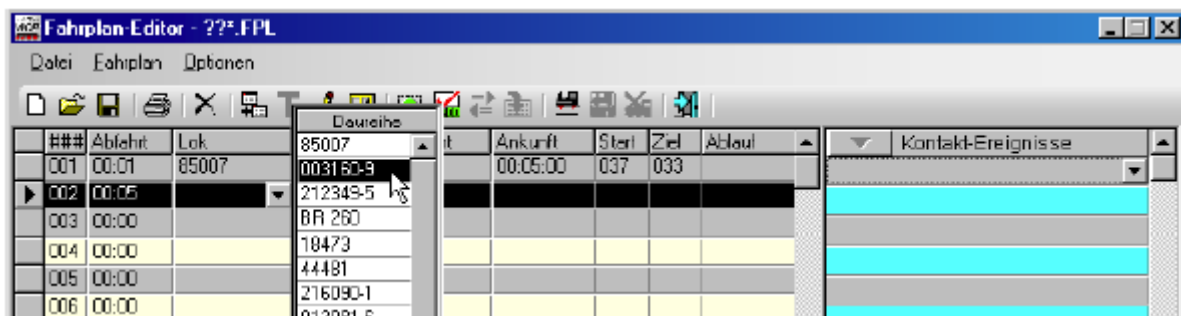 Fahrplan-Editor - ??*.FPL
Datei Fahrplan Optionen
Baureihe
### Abfahrt Lok Ankunft Start Ziel Ablauf Kontakt-Ereignisse
85007
001 00:01 85007 00:05:00 037 033
003160-9
002 00:05
212349-5
003 00:00
BR 260
004 00:00
18473
005 00:00
44481
006 00:00
216090-1